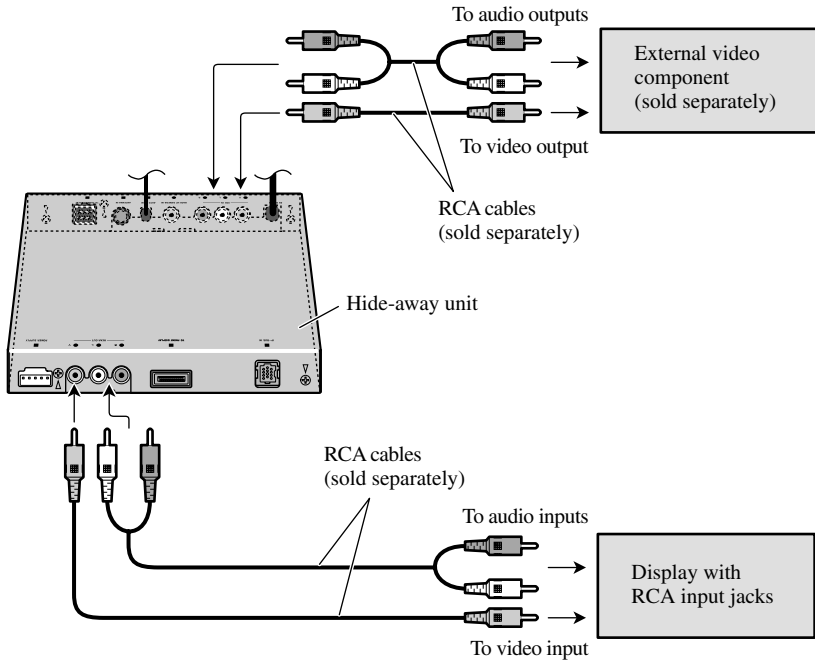 To audio outputs
External video
component
(sold separately)
To video output
RCA cables
(sold separately)
Hide-away unit
RCA cables
(sold separately)
To audio inputs
Display with
RCA input jacks
To video input